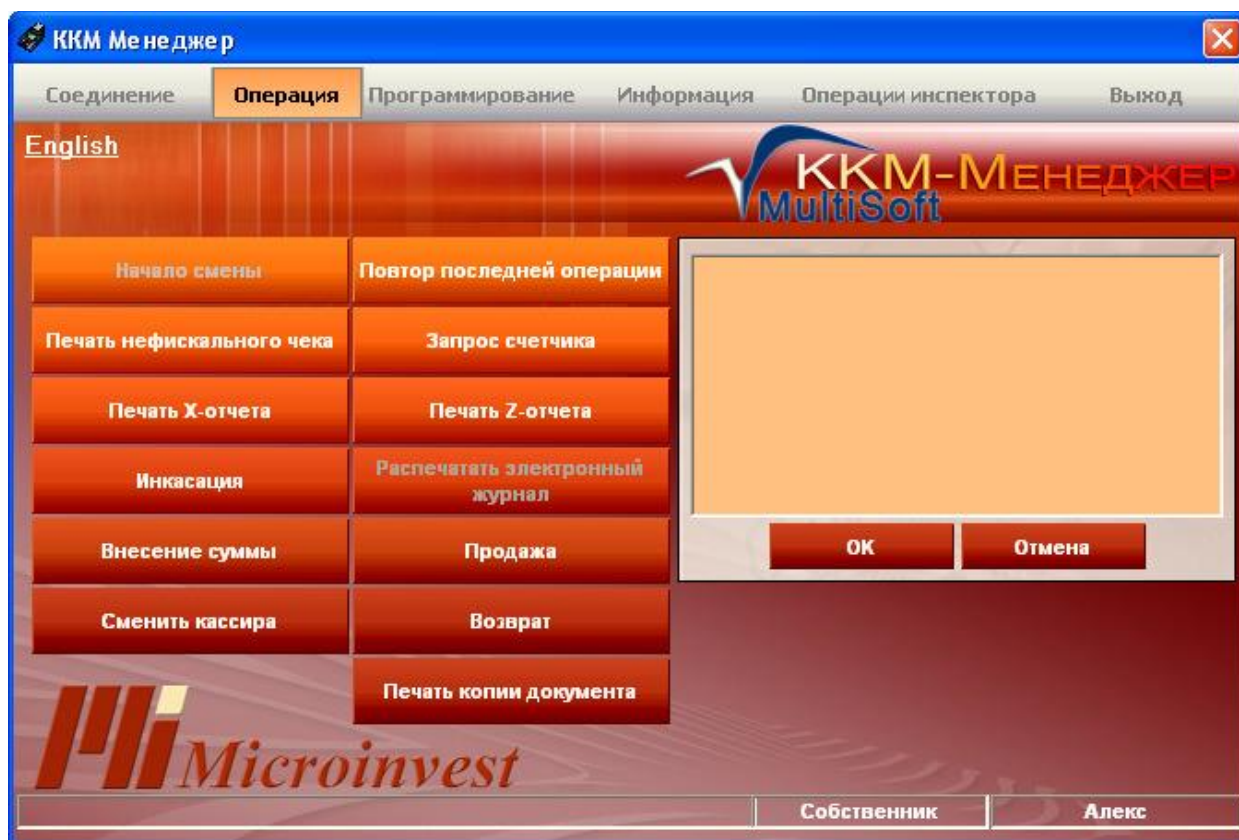 ККМ Менеджер
Соединение Операция Программирование Информация Операции инспектора Выход
English
ККМ-МЕНЕДЖЕР
MultiSoft
Начало смены Повтор последней операции
Печать нефискального чека Запрос счетчика
Печать X-отчета Печать Z-отчета
Инкасация Распечатать электронный
журнал
Внесение суммы Продажа
OK Отмена
Сменить кассира Возврат
Печать копии документа
Microinvest
Собственник Алекс